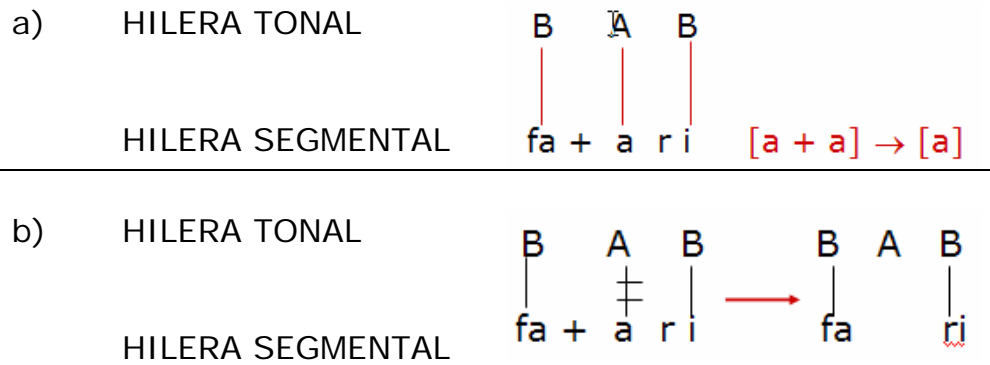 a) HILERA TONAL B A B
HILERA SEGMENTAL fa + a r i [a + a] → [a]
b) HILERA TONAL B A B B A B
fa + a r i fa ri
HILERA SEGMENTAL